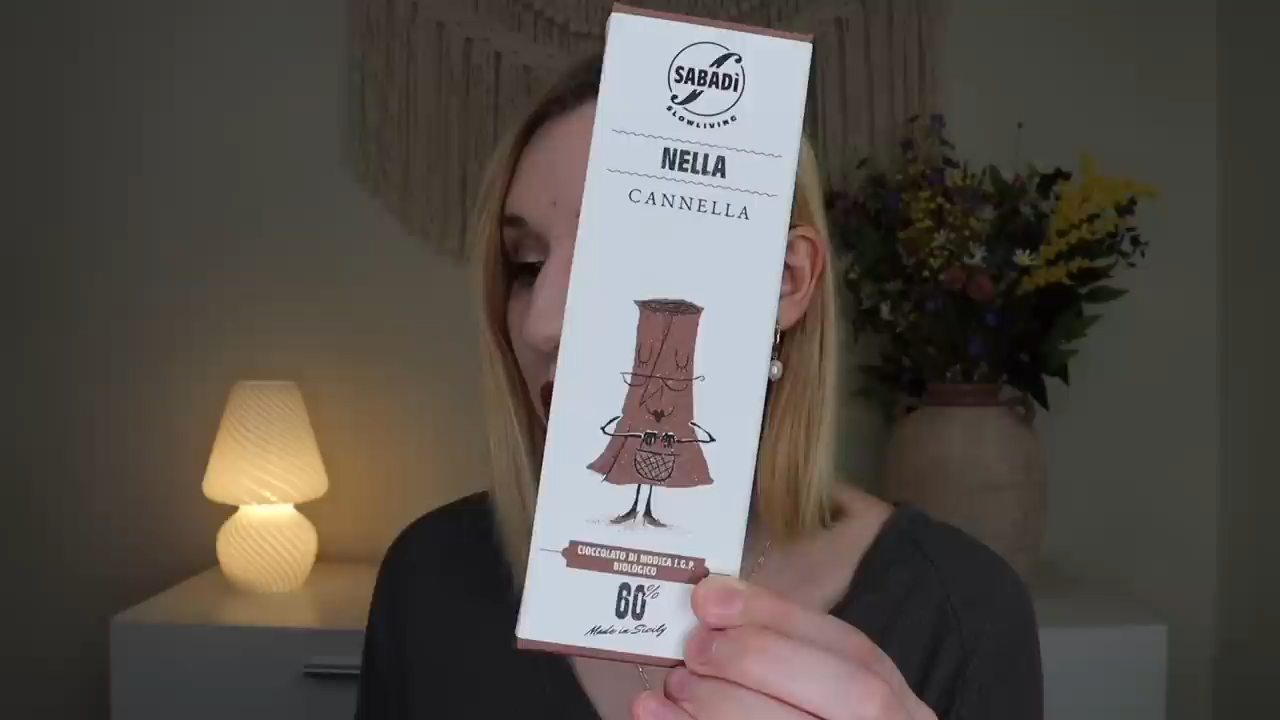 SABADÌ
SLOWLIVING
NELLA
CANNELLA
CIOCCOLATO DI MODICA I.G.P.
BIOLOGICO
60%
Made in Sicily